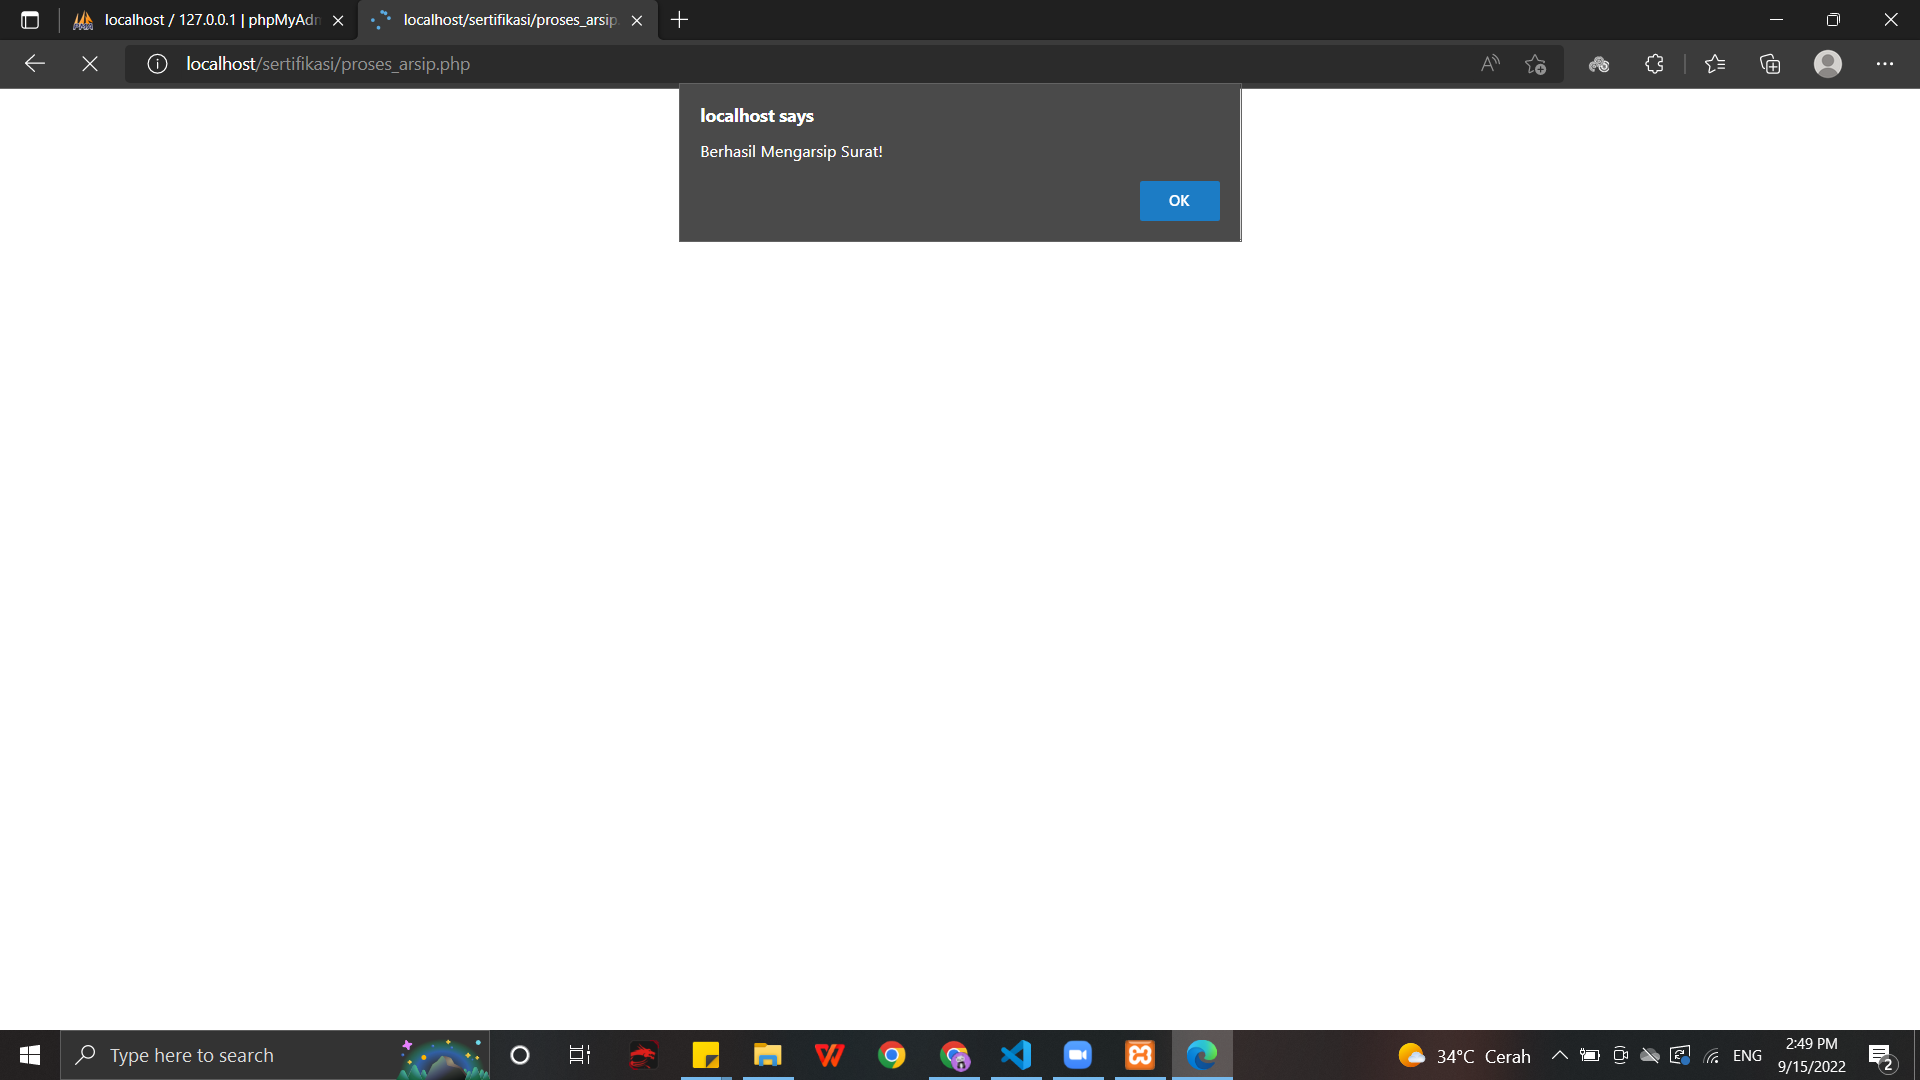 localhost / 127.0.0.1 | phpMyAdm
localhost/sertifikasi/proses_arsip.
localhost/sertifikasi/proses_arsip.php
localhost says
Berhasil Mengarsip Surat!
OK
Type here to search
34°C Cerah
ENG
2:49 PM
9/15/2022
2